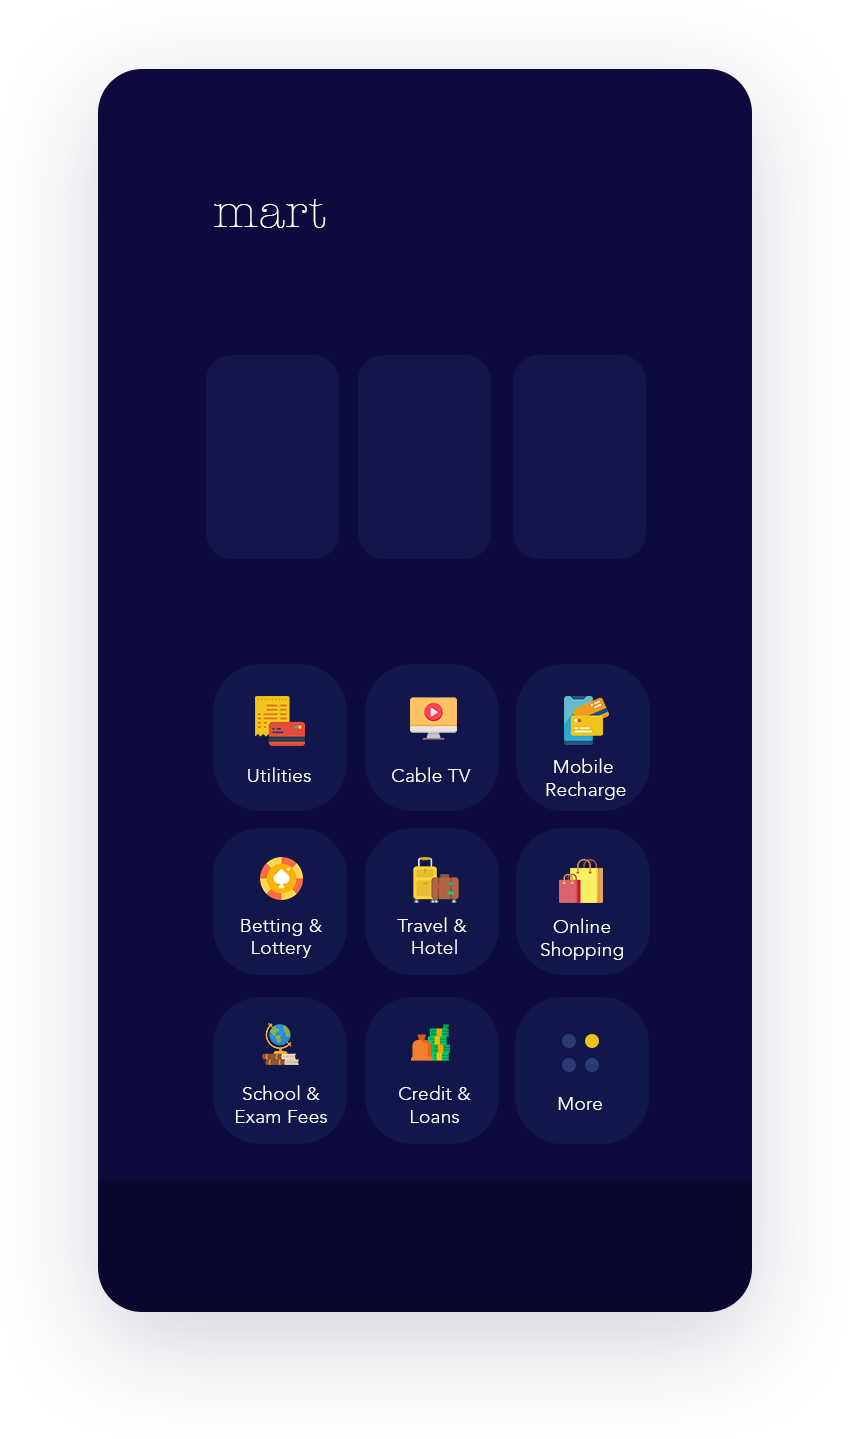 mart
Utilities
Cable TV
Mobile
Recharge
Betting &
Lottery
Travel &
Hotel
Online
Shopping
School &
Exam Fees
Credit &
Loans
More